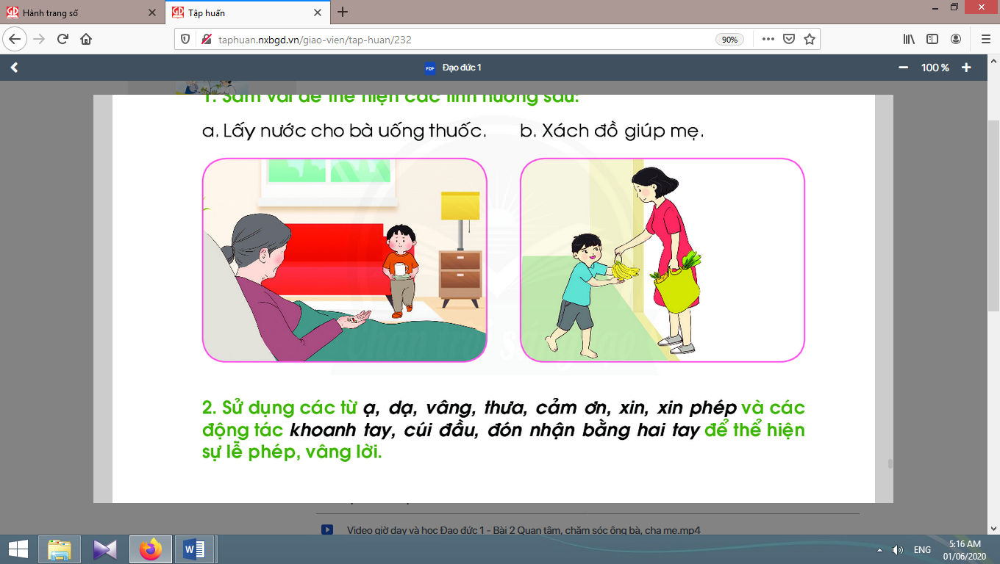 Hành trang số
Tập huấn
taphuan.nxbgd.vn/giao-vien/tap-huan/232
90%
PDF
Đạo đức 1
100 %
1. Sắm vai để thể hiện các tình huống sau:
a. Lấy nước cho bà uống thuốc.
b. Xách đồ giúp mẹ.
2. Sử dụng các từ ạ, dạ, vâng, thưa, cảm ơn, xin, xin phép và các
động tác khoanh tay, cúi đầu, đón nhận bằng hai tay để thể hiện
sự lễ phép, vâng lời.
Video giờ dạy và học Đạo đức 1 - Bài 2 Quan tâm, chăm sóc ông bà, cha mẹ.mp4
ENG
5:16 AM
01/06/2020